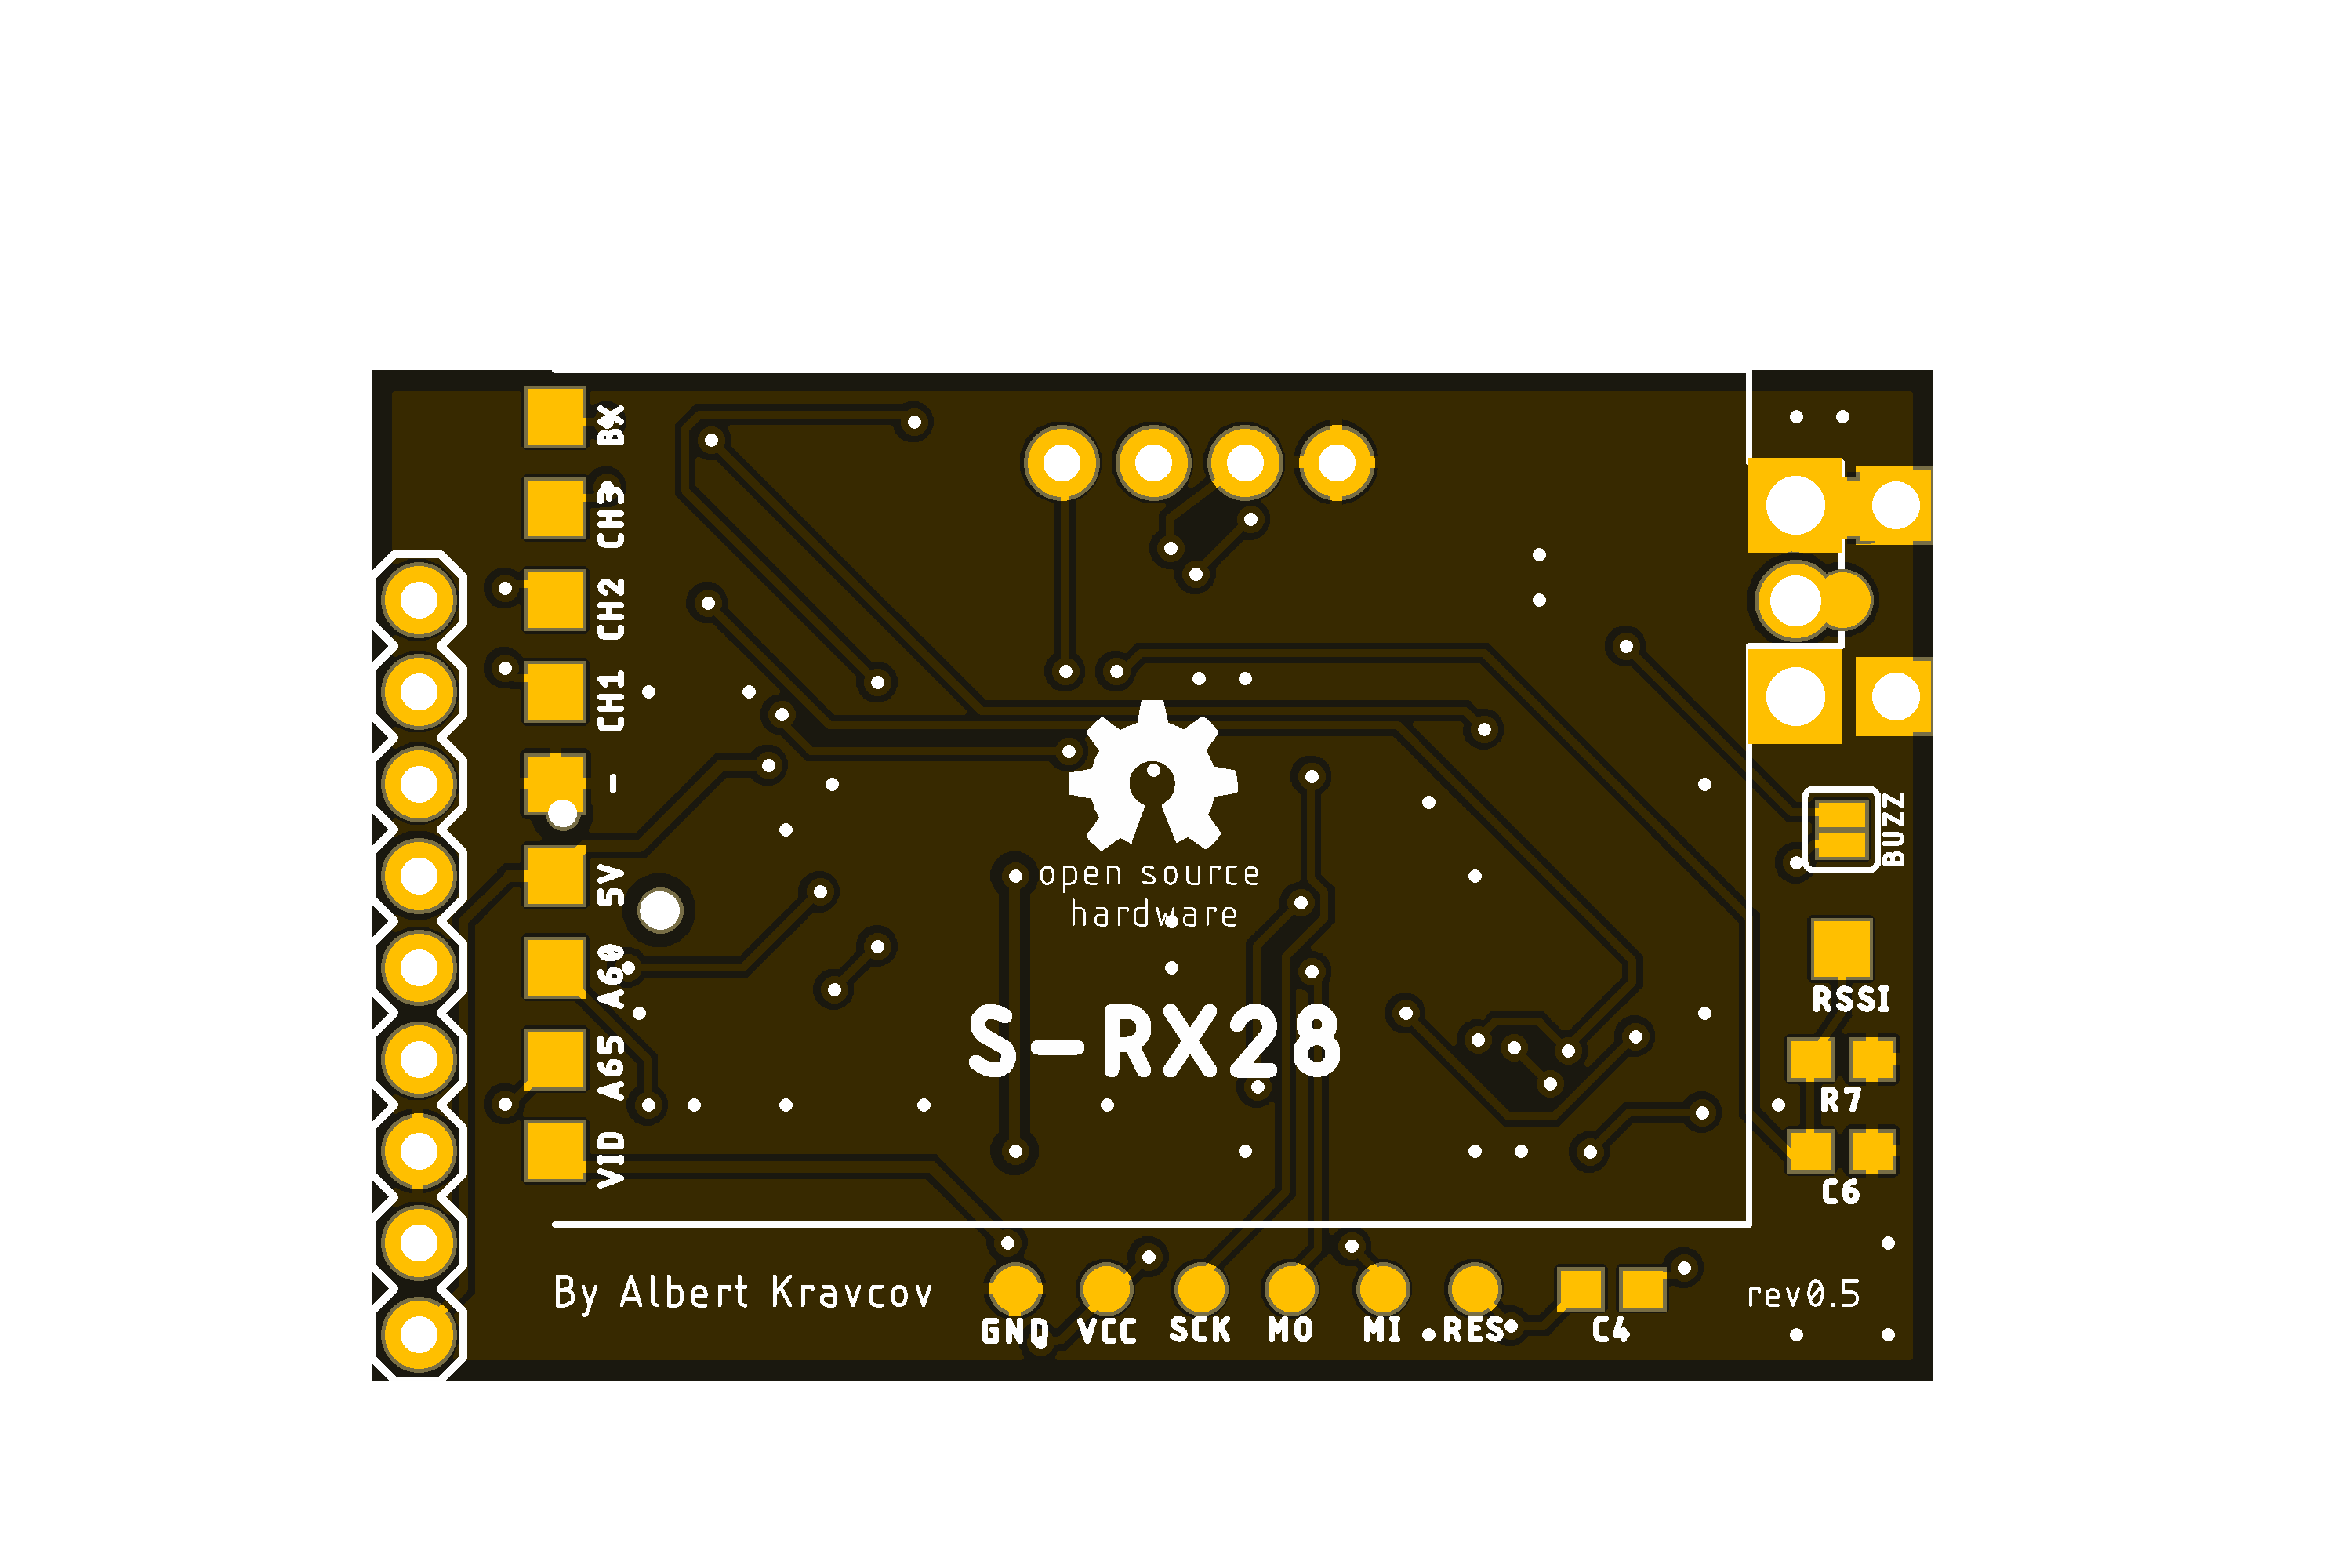 BX
CH3
CH2
CH1
-
5V
A60
A65
VID
BUZZ
open source
hardware
S-RX28
RSSI
R7
C6
By Albert Kravcov
rev0.5
GND VCC SCK MO MI .RES C4